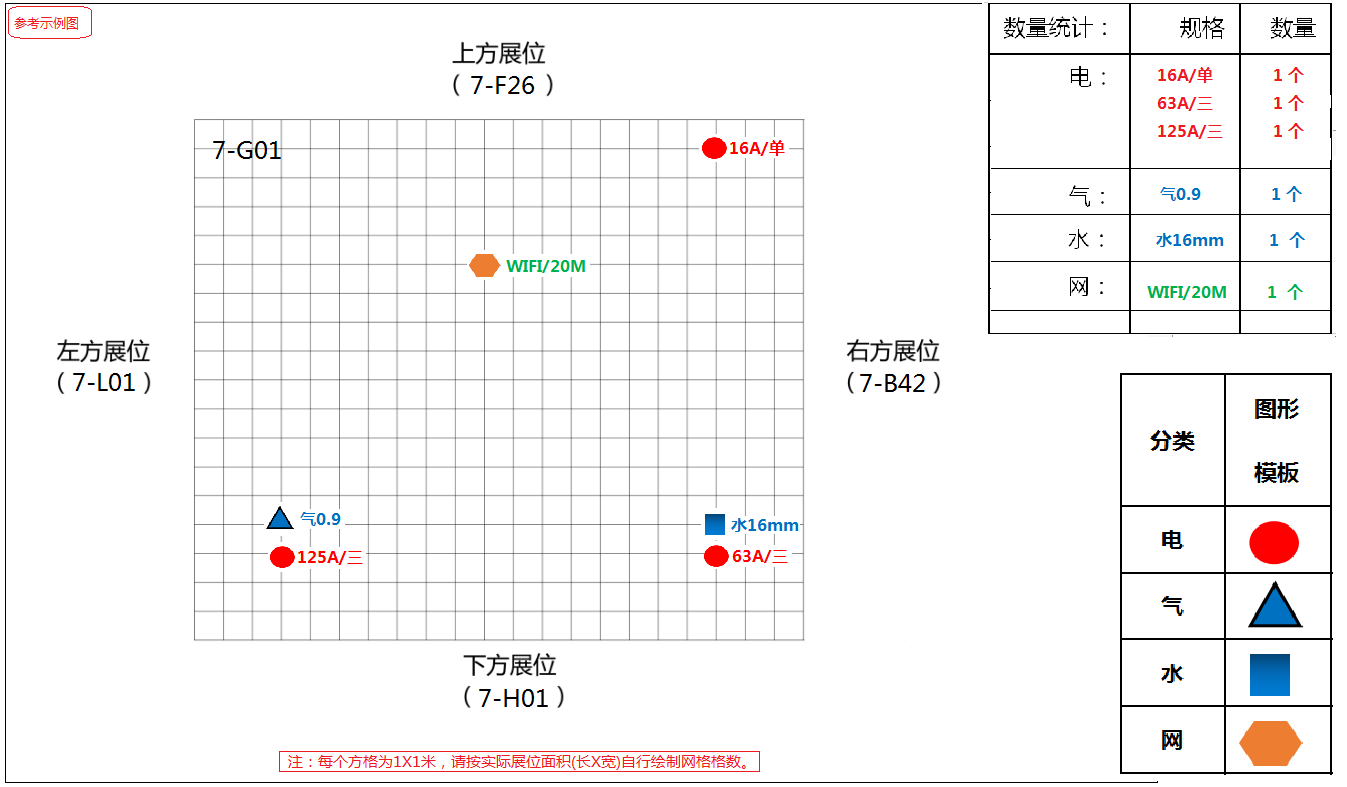 参考示例图
上方展位
（ 7-F26 ）
7-G01
16A/单
WIFI/20M
左方展位
（ 7-L01 ）
右方展位
（ 7-B42 ）
气0.9
125A/三
水16mm
63A/三
下方展位
（ 7-H01 ）
注：每个方格为1X1米，请按实际展位面积(长X宽)自行绘制网格格数。
数量统计： 规格 数量
电： 16A/单 1 个
63A/三 1 个
125A/三 1 个
气： 气0.9 1 个
水： 水16mm 1 个
网： WIFI/20M 1 个
分类 图形
模板
电
气
水
网